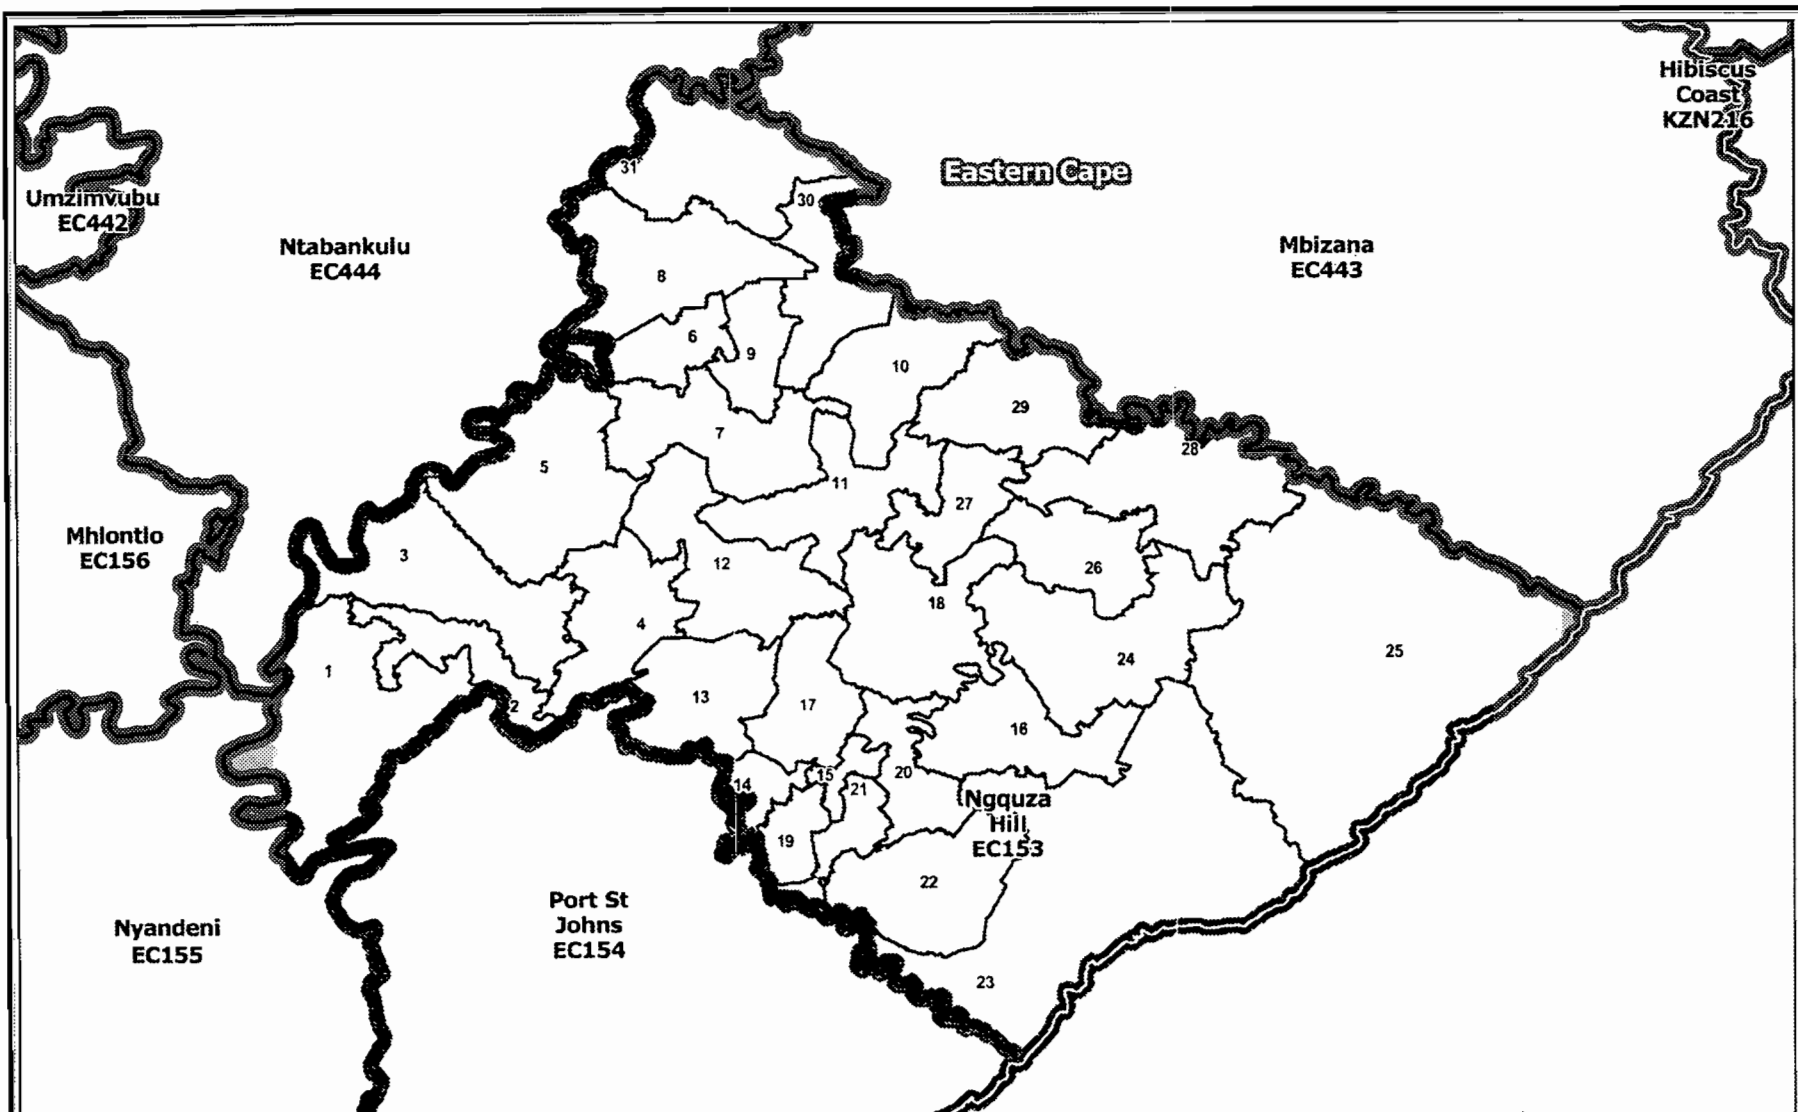 Hibiscus
Coast
KZN216
Eastern Cape
Umzimvubu
EC442
Ntabankulu
EC444
Mbizana
EC443
31
30
8
6
9
10
29
7
28
5
11
27
Mhlontlo
EC156
3
12
26
18
4
25
24
1
13
2
17
16
20
15
14
21
Ngquza
Hill
EC153
19
22
Port St
Johns
EC154
Nyandeni
EC155
23